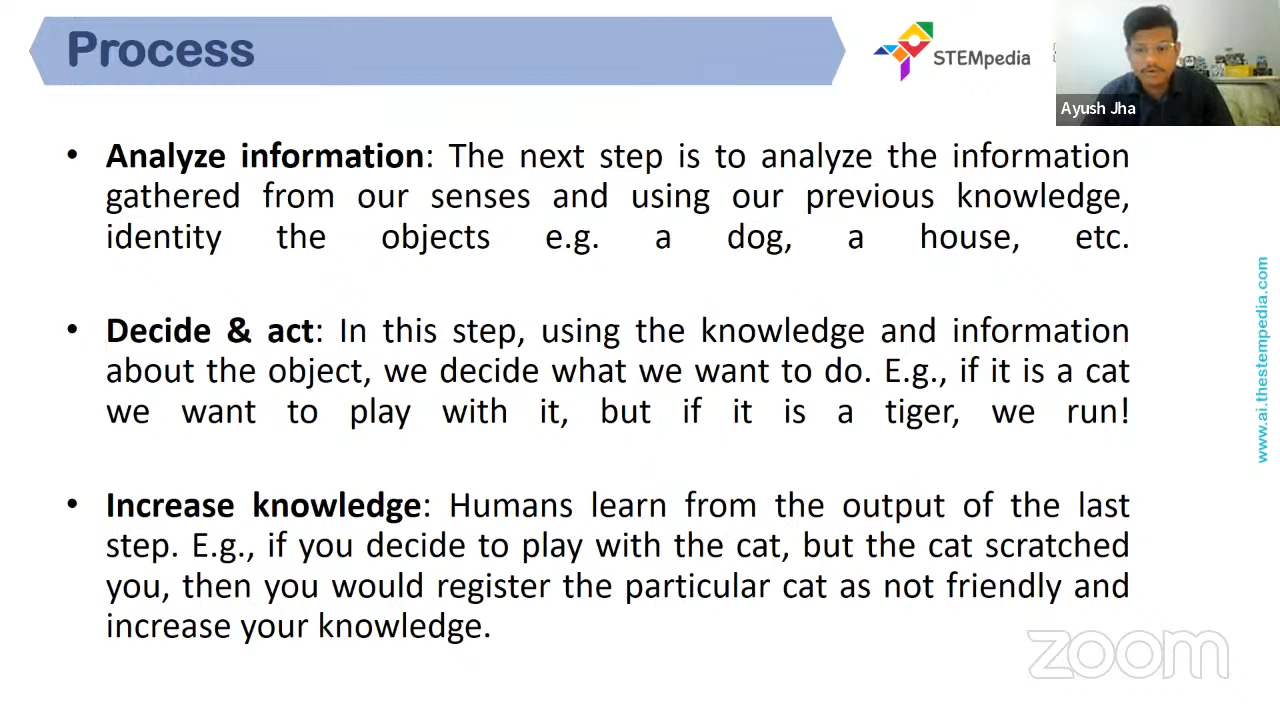 Process
STEMpedia
Ayush Jha
• Analyze information: The next step is to analyze the information
gathered from our senses and using our previous knowledge,
identity the objects e.g. a dog, a house, etc.
• Decide & act: In this step, using the knowledge and information
about the object, we decide what we want to do. E.g., if it is a cat
we want to play with it, but if it is a tiger, we run!
• Increase knowledge: Humans learn from the output of the last
step. E.g., if you decide to play with the cat, but the cat scratched
you, then you would register the particular cat as not friendly and
increase your knowledge.
www.ai.thestempedia.com
zoom